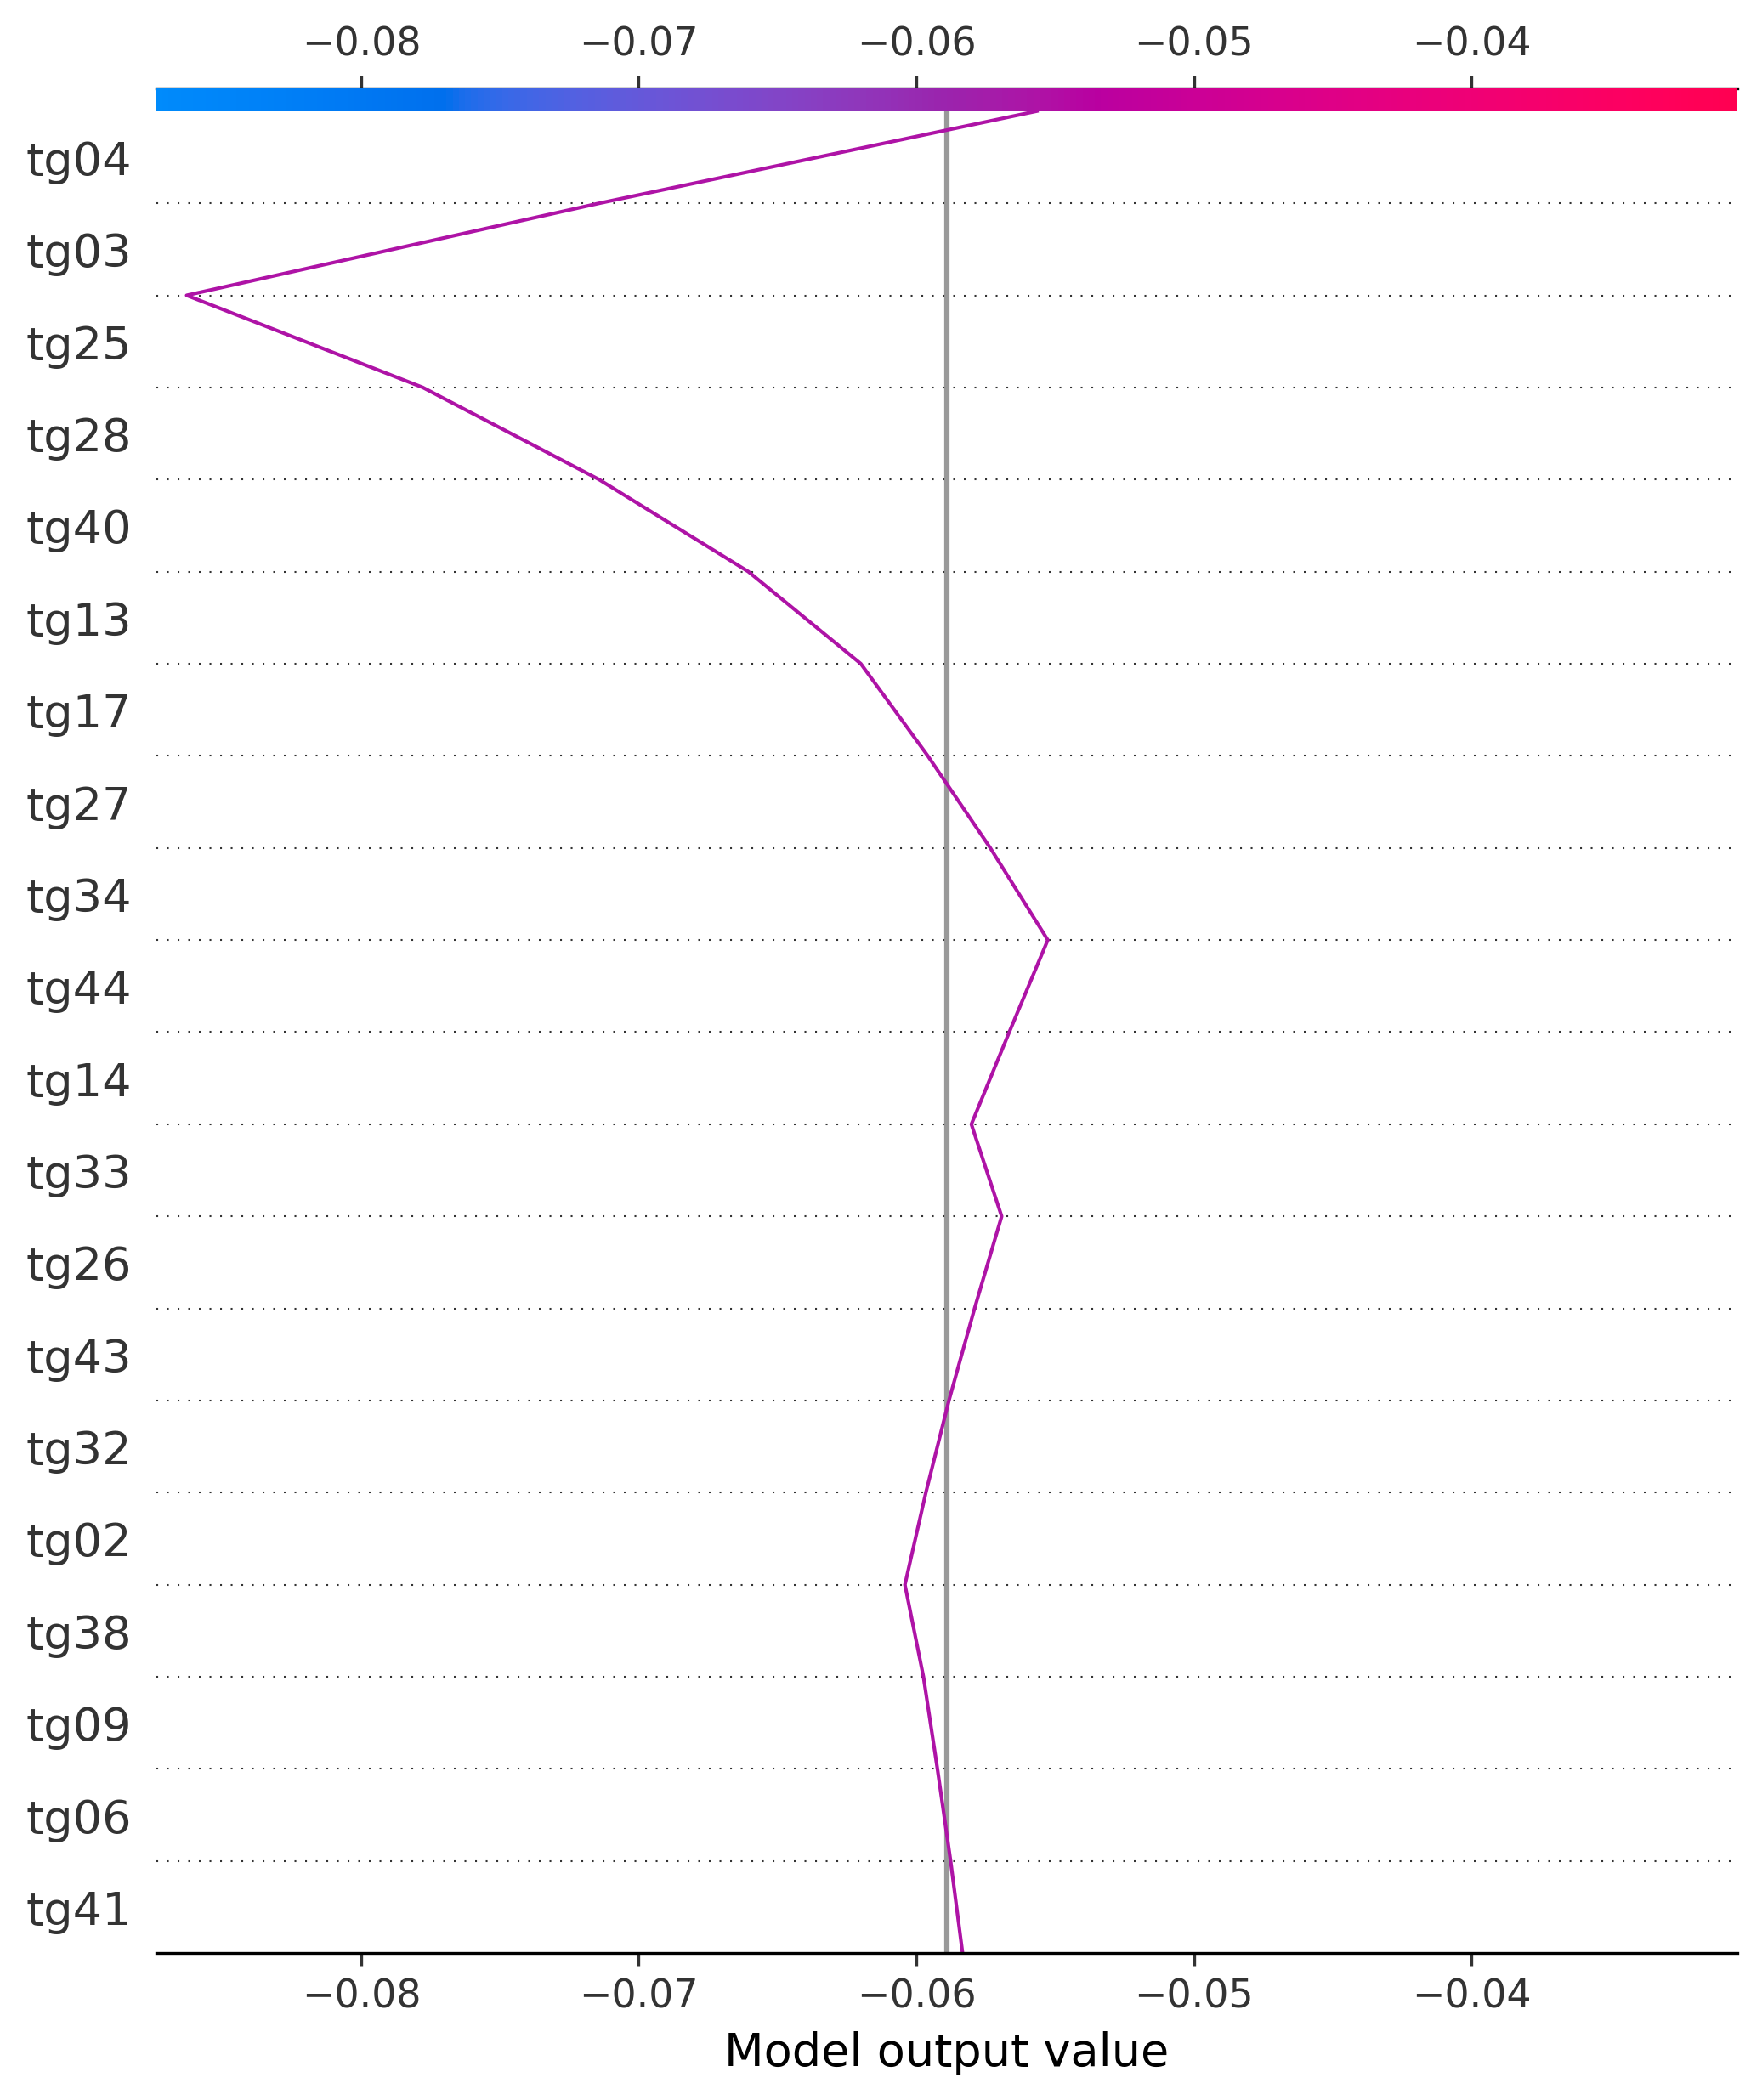 −0.08 −0.07 −0.06 −0.05 −0.04
tg04
tg03
tg25
tg28
tg40
tg13
tg17
tg27
tg34
tg44
tg14
tg33
tg26
tg43
tg32
tg02
tg38
tg09
tg06
tg41
−0.08 −0.07 −0.06 −0.05 −0.04
Model output value